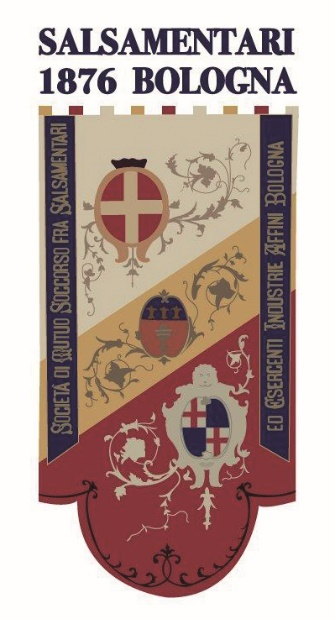 SALSAMENTARI
1876 BOLOGNA
SOCIETÀ DI MUTUO SOCCORSO FRA SALSAMENTARI
ED ESERCENTI INDUSTRIE AFFINI BOLOGNA